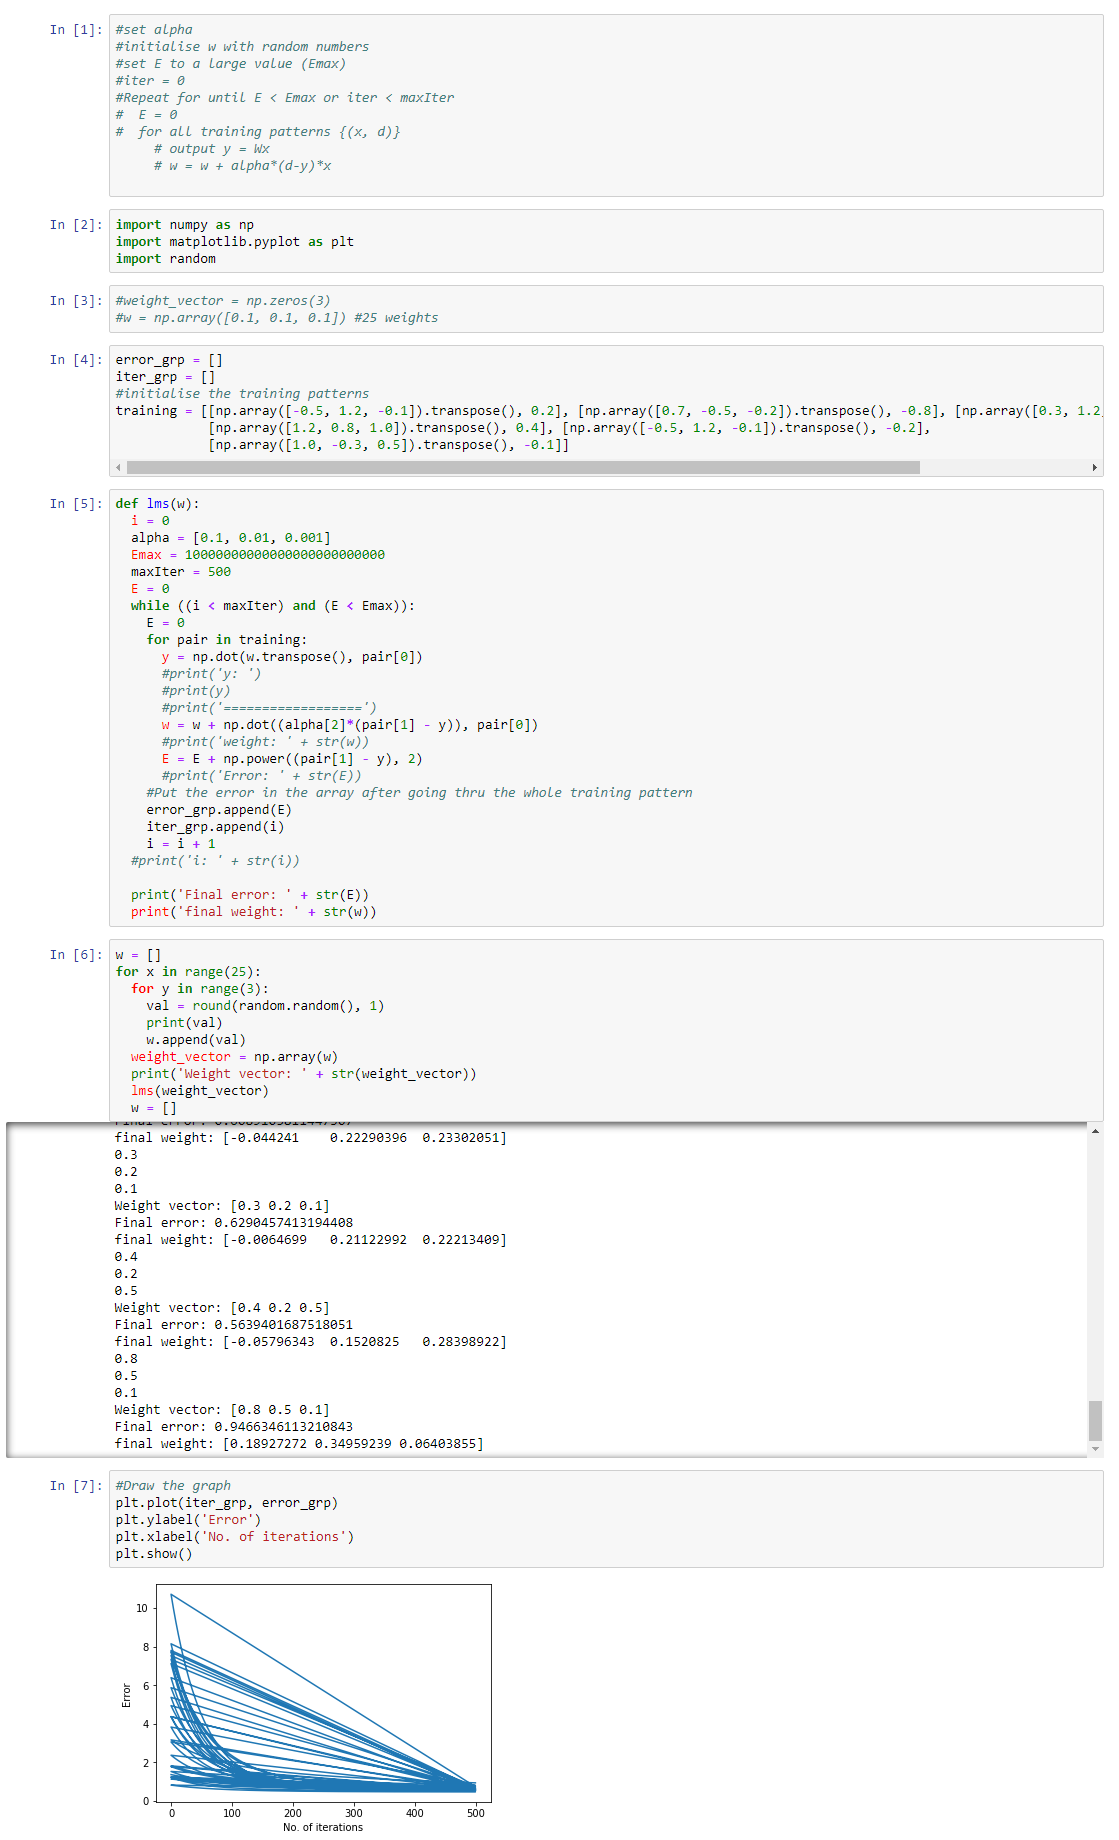 In [1]: #set alpha
#initialise w with random numbers
#set E to a large value (Emax)
#iter = 0
#Repeat for until E < Emax or iter < maxIter
#  E = 0
#  for all training patterns {(x, d)}
     # output y = Wx
     # w = w + alpha*(d-y)*x
In [2]: import numpy as np
import matplotlib.pyplot as plt
import random
In [3]: #weight_vector = np.zeros(3)
#w = np.array([0.1, 0.1, 0.1]) #25 weights
In [4]: error_grp = []
iter_grp = []
#initialise the training patterns
training = [[np.array([-0.5, 1.2, -0.1]).transpose(), 0.2], [np.array([0.7, -0.5, -0.2]).transpose(), -0.8], [np.array([0.3, 1.2,
            [np.array([1.2, 0.8, 1.0]).transpose(), 0.4], [np.array([-0.5, 1.2, -0.1]).transpose(), -0.2],
            [np.array([1.0, -0.3, 0.5]).transpose(), -0.1]]
In [5]: def lms(w):
  i = 0
  alpha = [0.1, 0.01, 0.001]
  Emax = 10000000000000000000000000
  maxIter = 500
  E = 0
  while ((i < maxIter) and (E < Emax)):
    E = 0
    for pair in training:
      y = np.dot(w.transpose(), pair[0])
      #print('y: ')
      #print(y)
      #print('==================')
      w = w + np.dot((alpha[2]*(pair[1] - y)), pair[0])
      #print('weight: ' + str(w))
      E = E + np.power((pair[1] - y), 2)
      #print('Error: ' + str(E))
    #Put the error in the array after going thru the whole training pattern
    error_grp.append(E)
    iter_grp.append(i)
    i = i + 1
  #print('i: ' + str(i))
  print('Final error: ' + str(E))
  print('final weight: ' + str(w))
In [6]: w = []
for x in range(25):
  for y in range(3):
    val = round(random.random(), 1)
    print(val)
    w.append(val)
  weight_vector = np.array(w)
  print('Weight vector: ' + str(weight_vector))
  lms(weight_vector)
  w = []
final weight: [-0.044241    0.22290396  0.23302051]
0.3
0.2
0.1
Weight vector: [0.3 0.2 0.1]
Final error: 0.6290457413194408
final weight: [-0.0064699   0.21122992  0.22213409]
0.4
0.2
0.5
Weight vector: [0.4 0.2 0.5]
Final error: 0.5639401687518051
final weight: [-0.05796343  0.1520825   0.28398922]
0.8
0.5
0.1
Weight vector: [0.8 0.5 0.1]
Final error: 0.9466346113210843
final weight: [0.18927272 0.34959239 0.06403855]
In [7]: #Draw the graph
plt.plot(iter_grp, error_grp)
plt.ylabel('Error')
plt.xlabel('No. of iterations')
plt.show()
10
8
6
Error
4
2
0
0 100 200 300 400 500
No. of iterations